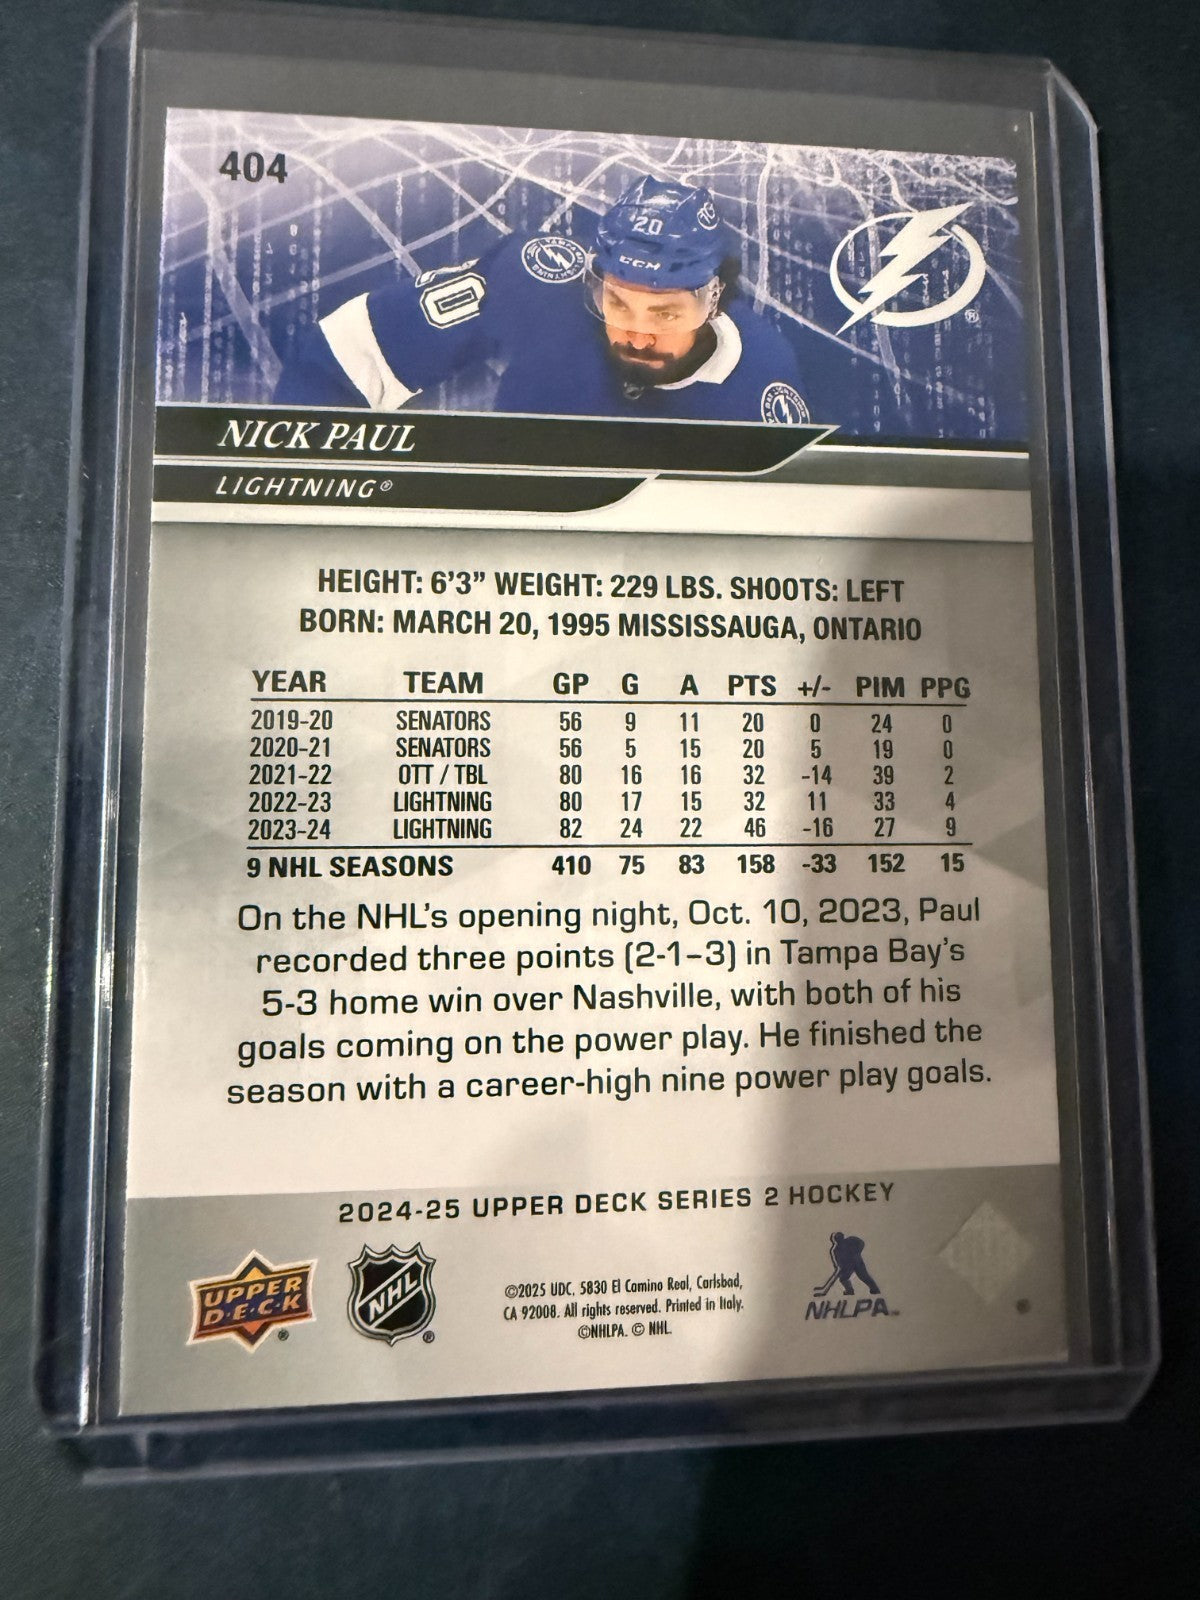 404
20
CCM
0
NICK PAUL
LIGHTNING®
HEIGHT: 6'3" WEIGHT: 229 LBS. SHOOTS: LEFT
BORN: MARCH 20, 1995 MISSISSAUGA, ONTARIO
YEAR TEAM GP G A PTS +/- PIM PPG
2019-20 SENATORS 56 9 11 20 0 24 0
2020-21 SENATORS 56 5 15 20 5 19 0
2021-22 OTT / TBL 80 16 16 32 -14 39 2
2022-23 LIGHTNING 80 17 15 32 11 33 4
2023-24 LIGHTNING 82 24 22 46 -16 27 9
9 NHL SEASONS 410 75 83 158 -33 152 15
On the NHL's opening night, Oct. 10, 2023, Paul
recorded three points (2-1–3) in Tampa Bay's
5-3 home win over Nashville, with both of his
goals coming on the power play. He finished the
season with a career-high nine power play goals.
2024-25 UPPER DECK SERIES 2 HOCKEY
UPPER
D·E·C·K
®
NHL
®
©2025 UDC, 5830 El Camino Real, Carlsbad,
CA 92008. All rights reserved. Printed in Italy.
©NHLPA. © NHL.
NHLPA™